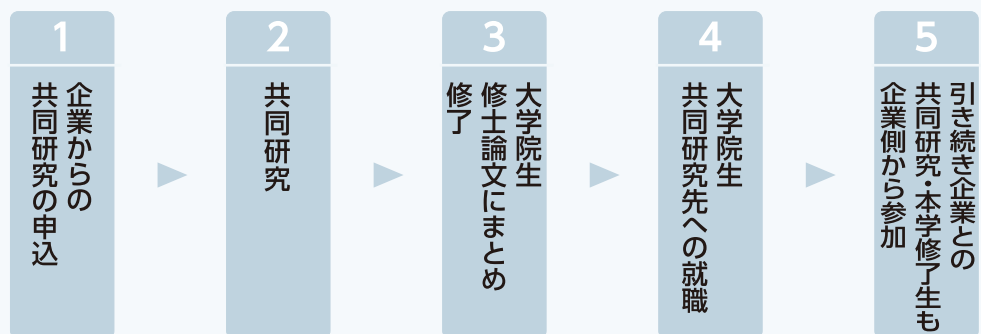 1
企業からの
共同研究の申込
2
共同研究
3
大学院生
修士論文にまとめ
修了
4
大学院生
共同研究先への就職
5
引き続き企業との
共同研究・本学修了生も
企業側から参加